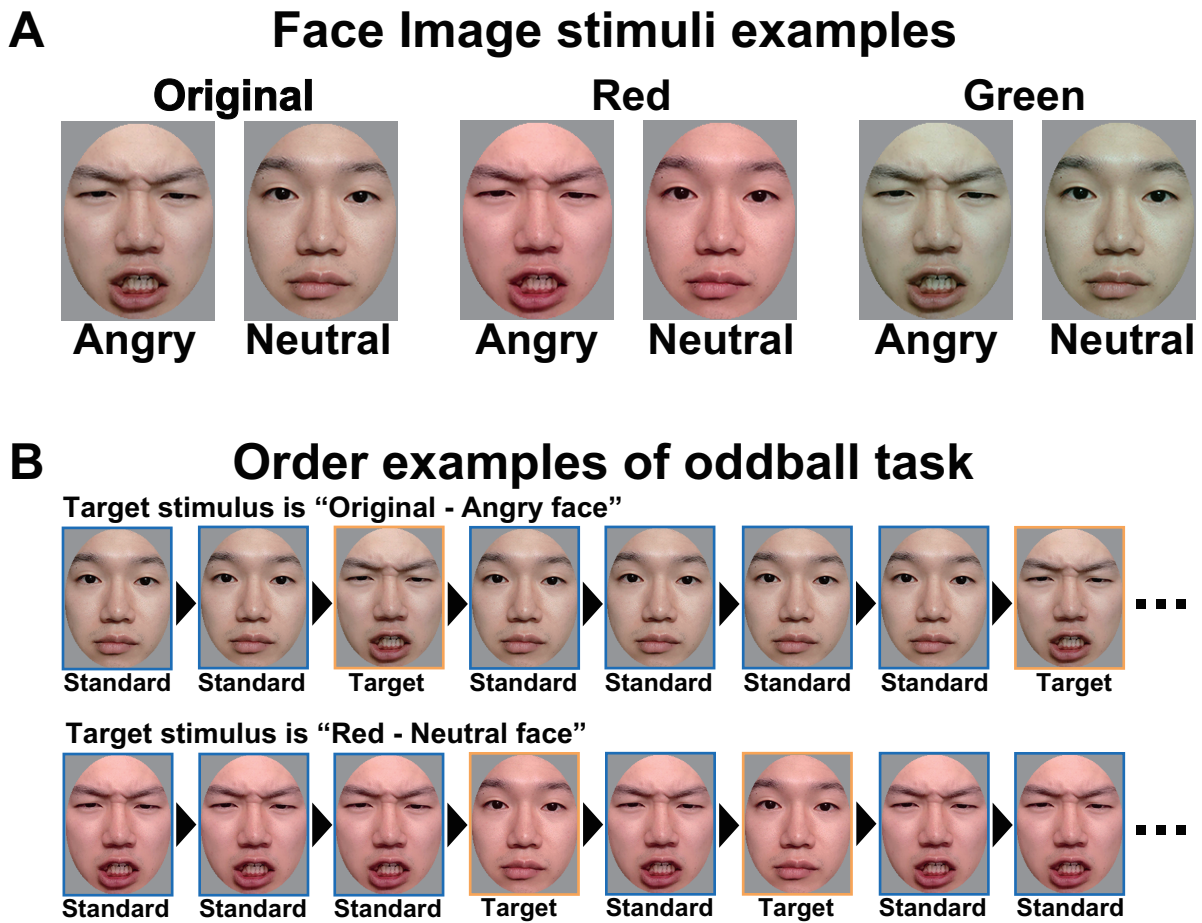 A
Face Image stimuli examples
Original Red Green
Angry Neutral Angry Neutral Angry Neutral
B
Order examples of oddball task
Target stimulus is “Original - Angry face”
Standard Standard Target Standard Standard Standard Standard Target
Target stimulus is “Red - Neutral face”
Standard Standard Standard Target Standard Target Standard Standard